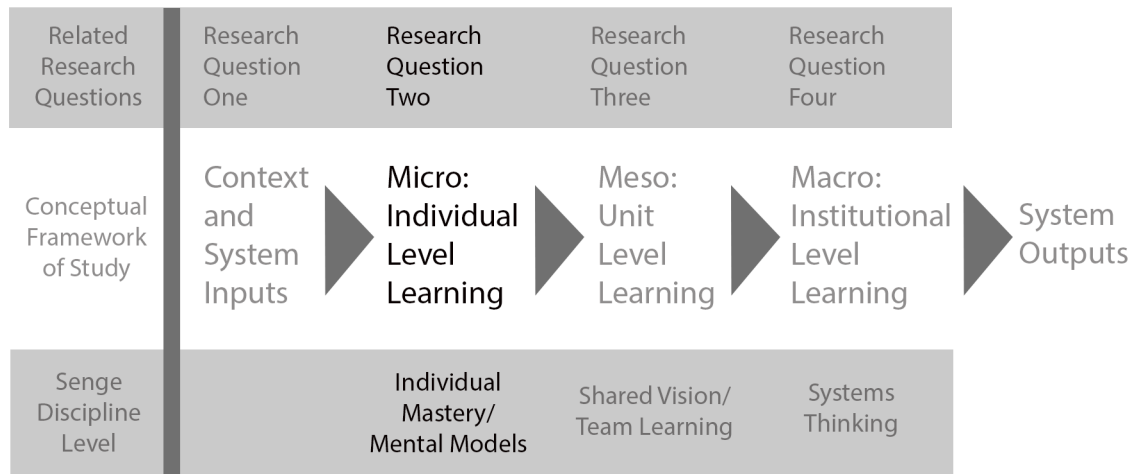 Related
Research
Questions
Research
Question
One
Research
Question
Two
Research
Question
Three
Research
Question
Four
Conceptual
Framework
of Study
Context
and
System
Inputs
Micro:
Individual
Level
Learning
Meso:
Unit
Level
Learning
Macro:
Institutional
Level
Learning
System
Outputs
Senge
Discipline
Level
Individual
Mastery/
Mental Models
Shared Vision/
Team Learning
Systems
Thinking